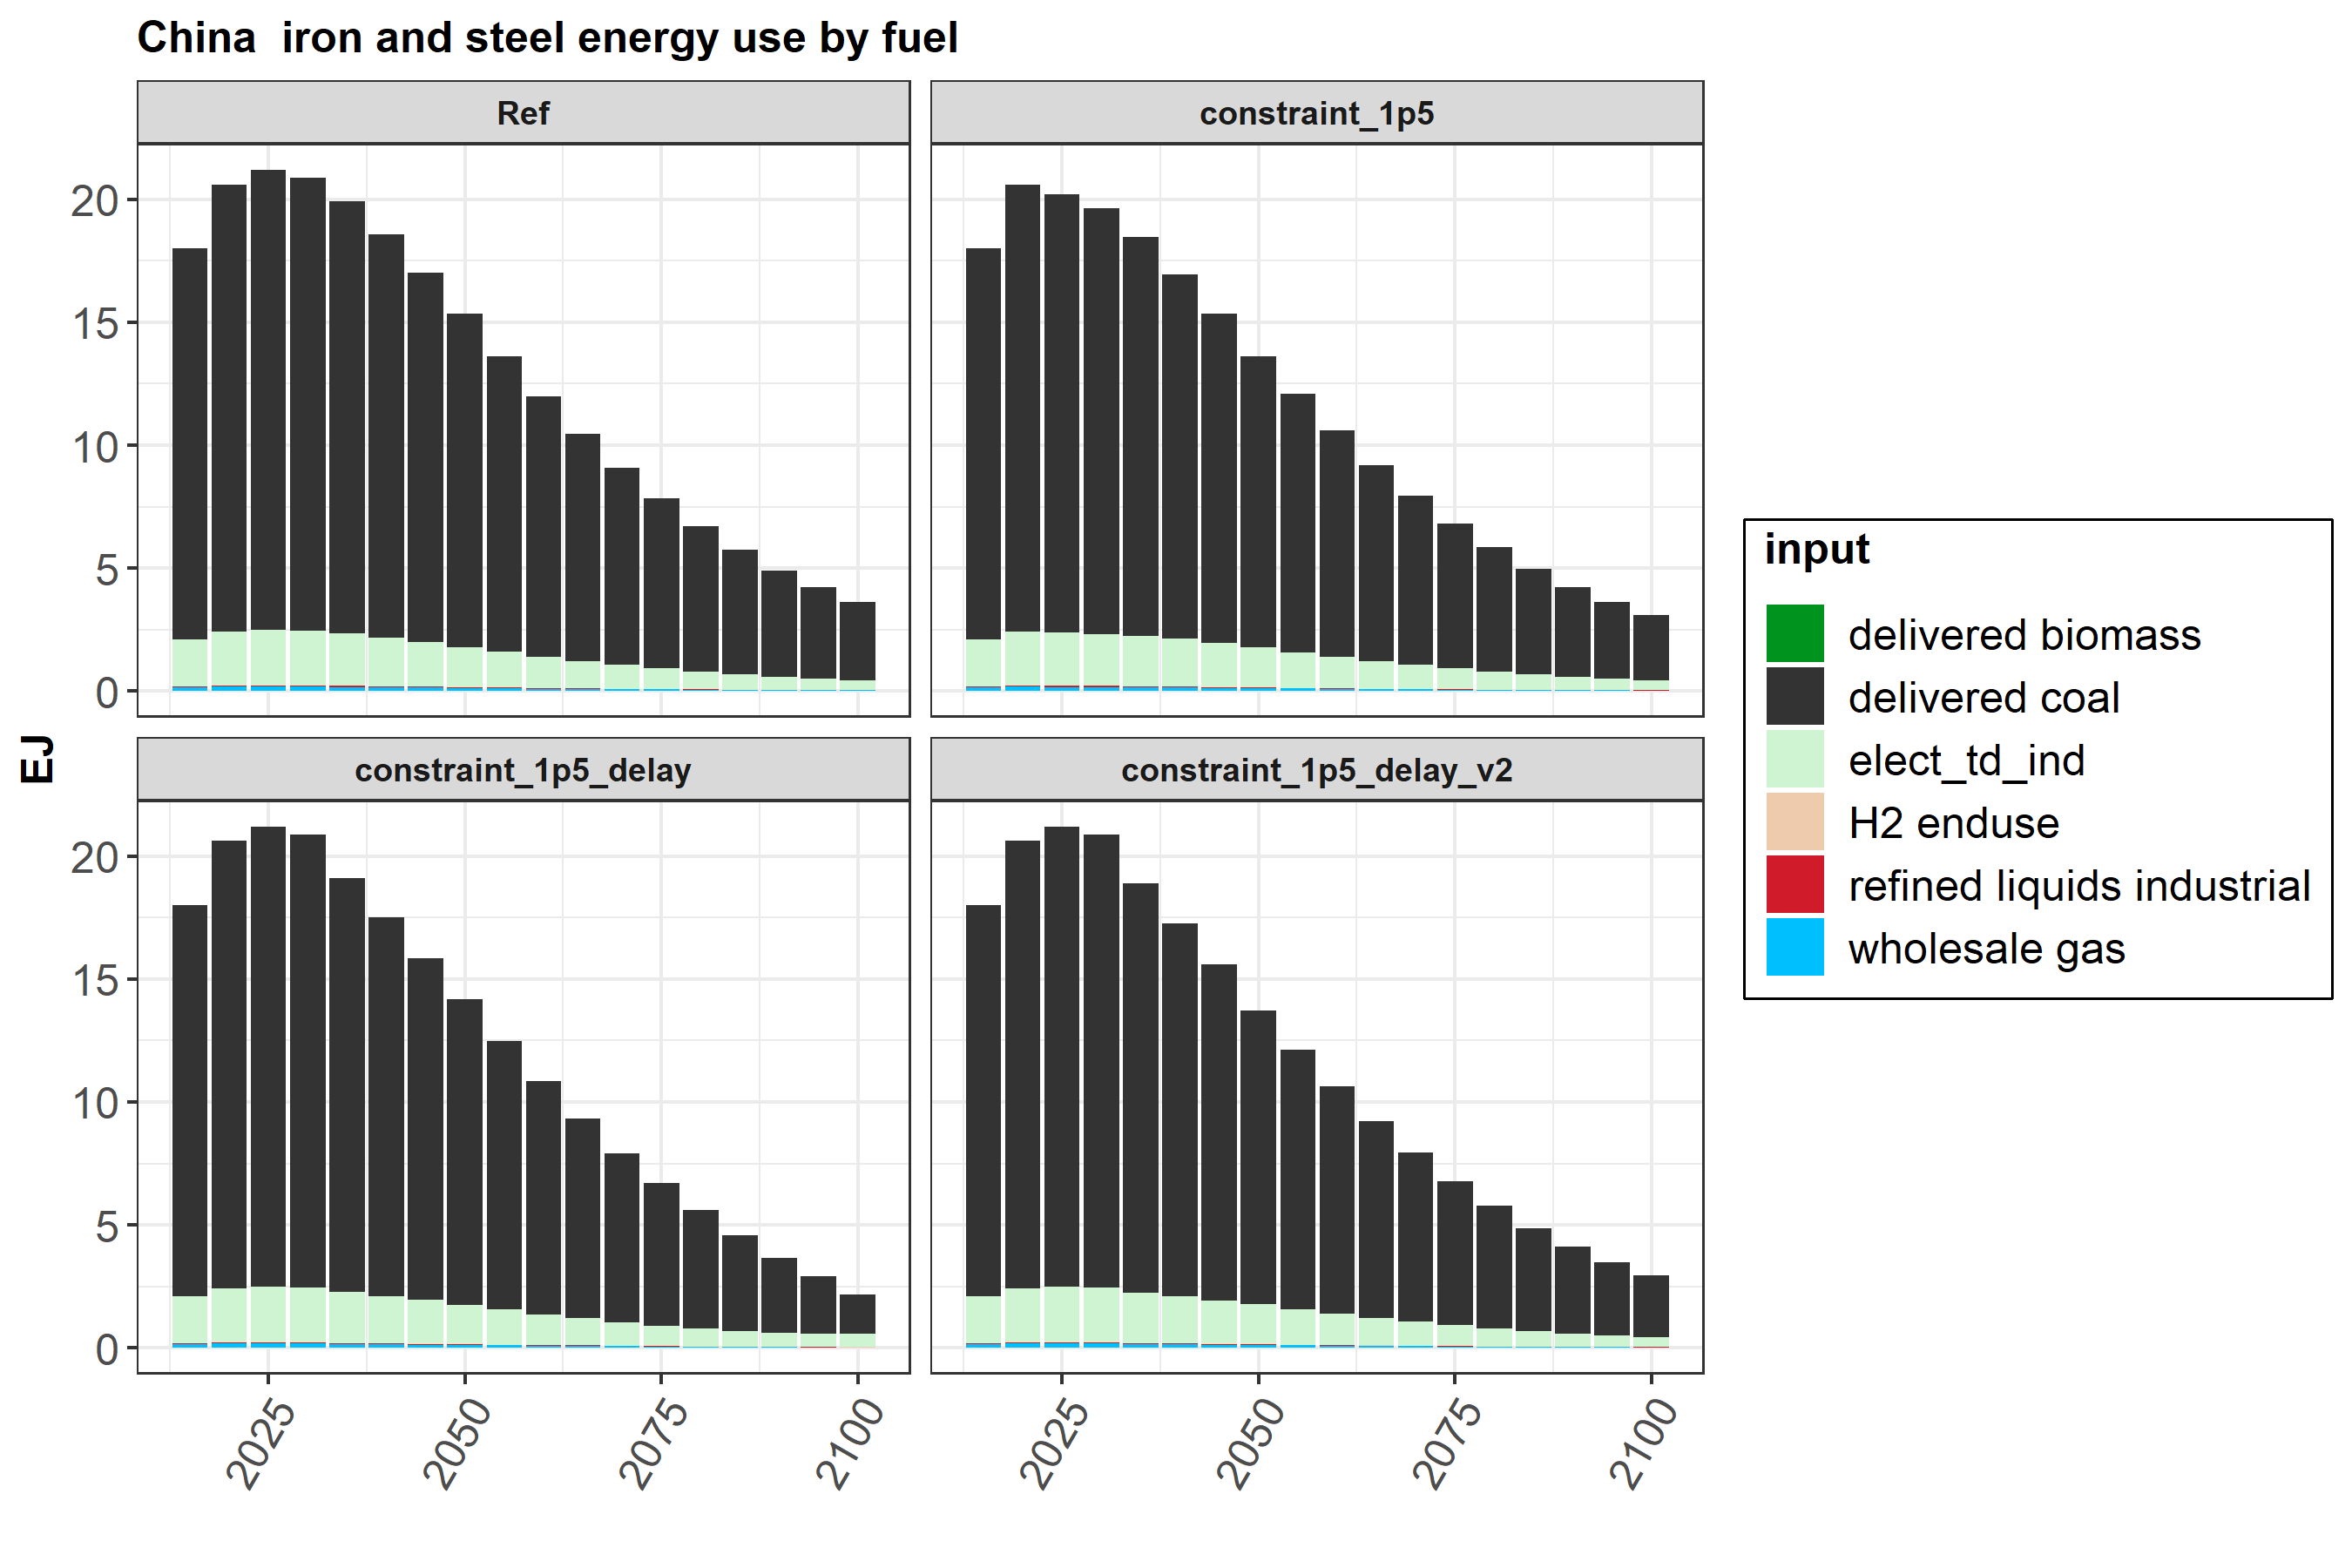 China  iron and steel energy use by fuel
Ref
constraint_1p5
20
15
10
5
0
constraint_1p5_delay
constraint_1p5_delay_v2
EJ
20
15
10
5
0
2025
2050
2075
2100
2025
2050
2075
2100
input
delivered biomass
delivered coal
elect_td_ind
H2 enduse
refined liquids industrial
wholesale gas